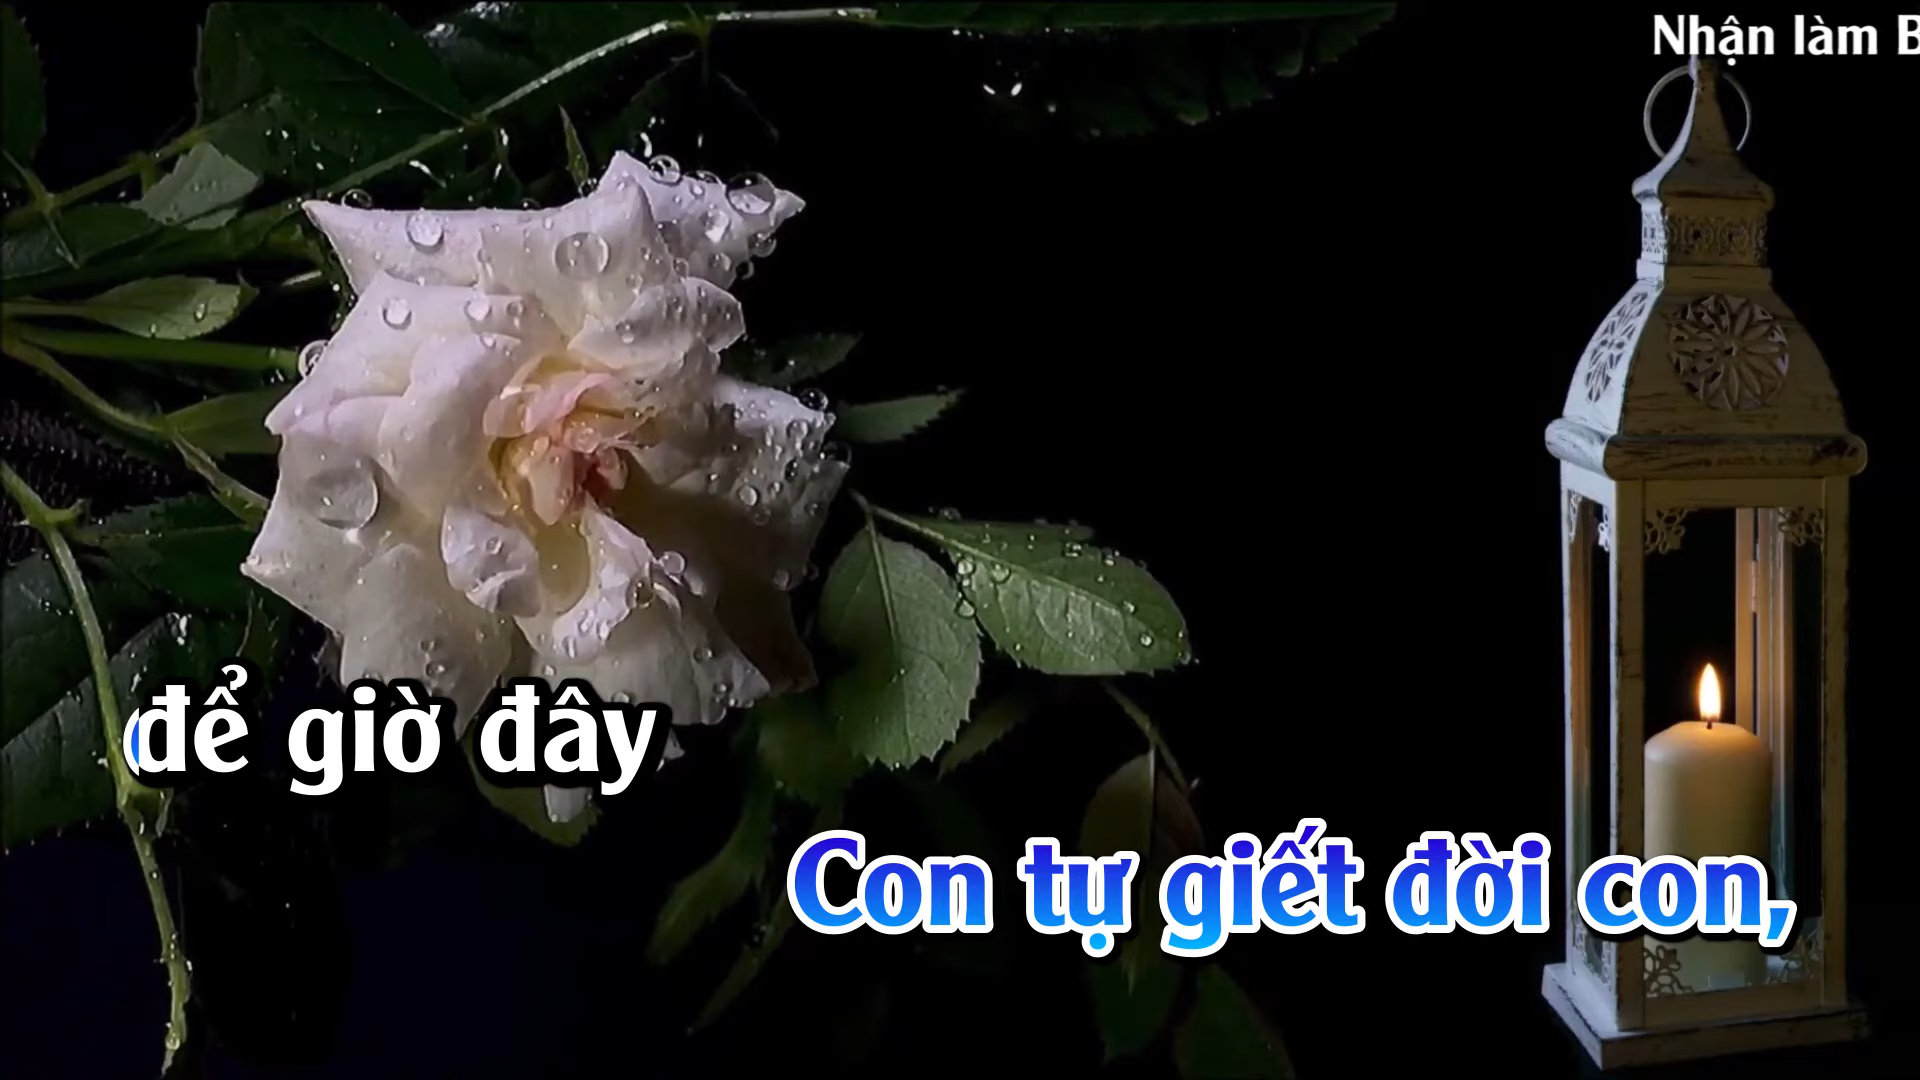 Nhận làm B
để giờ đây
Con tự giết đời con,